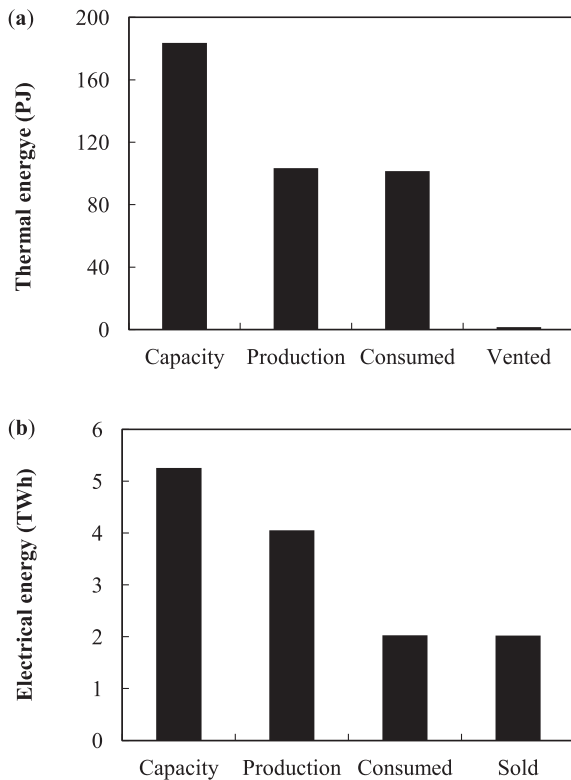 (a)
Thermal energye (PJ)
200
160
120
80
40
0
Capacity Production Consumed Vented
(b)
Electrical energy (TWh)
6
5
4
3
2
1
0
Capacity Production Consumed Sold